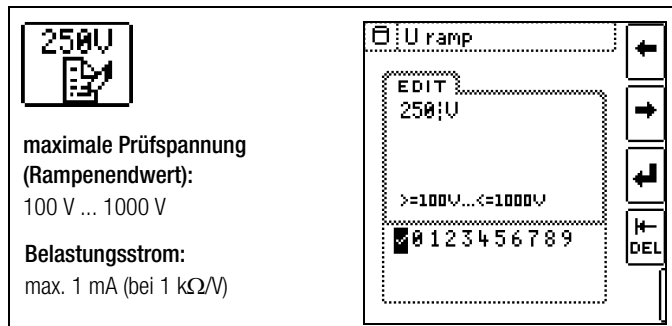 250V
maximale Prüfspannung
(Rampenendwert):
100 V ... 1000 V
Belastungsstrom:
max. 1 mA (bei 1 kΩ/V)
U ramp
EDIT
250V
>=100V...<=1000V
0123456789
DEL